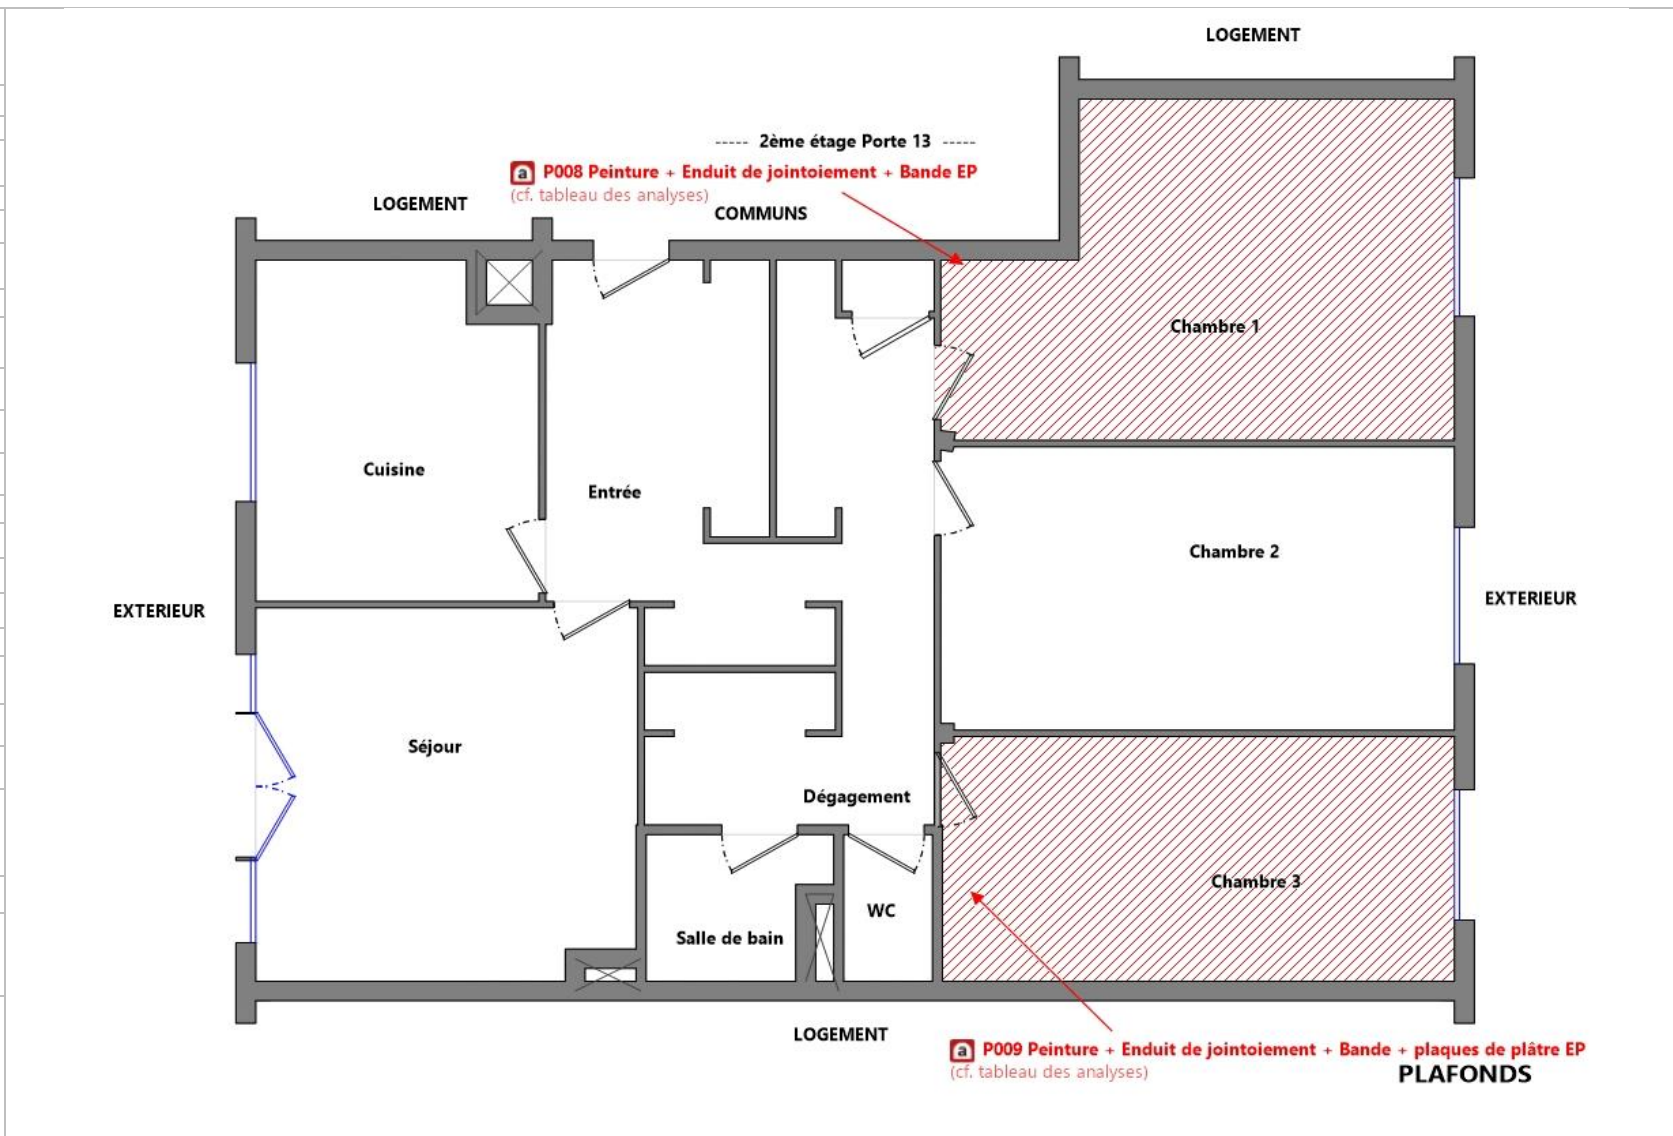 LOGEMENT
----- 2ème étage Porte 13 -----
a P008 Peinture + Enduit de jointoiement + Bande EP
(cf. tableau des analyses)
LOGEMENT
COMMUNS
Chambre 1
Cuisine
Entrée
Chambre 2
EXTERIEUR
EXTERIEUR
Séjour
Dégagement
Chambre 3
WC
Salle de bain
LOGEMENT
a P009 Peinture + Enduit de jointoiement + Bande + plaques de plâtre EP
(cf. tableau des analyses)
PLAFONDS